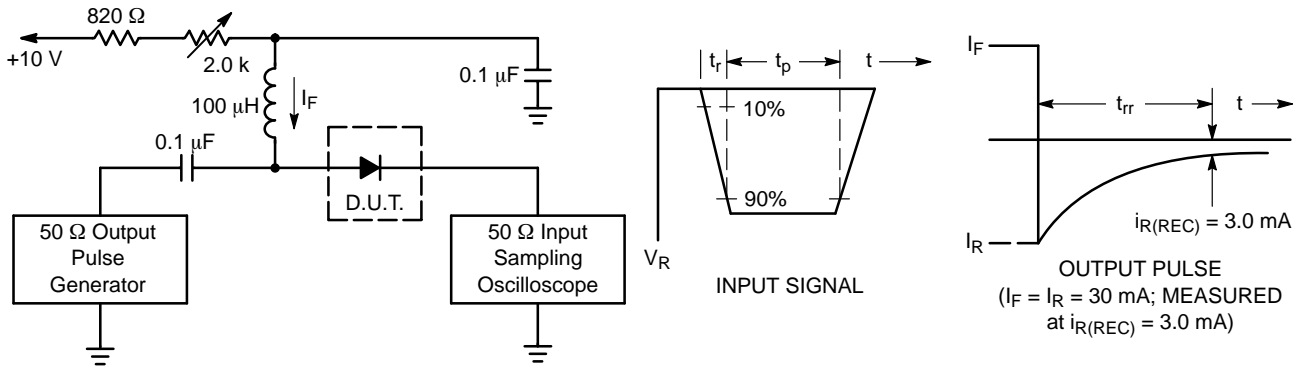 820 Ω
+10 V
2.0 k
0.1 µF
100 µH
I_F
0.1 µF
D.U.T.
50 Ω Output
Pulse
Generator
50 Ω Input
Sampling
Oscilloscope
t_r
t_p
t
10%
90%
V_R
INPUT SIGNAL
I_F
t_rr
t
i_R(REC) = 3.0 mA
I_R
OUTPUT PULSE
(I_F = I_R = 30 mA; MEASURED
at i_R(REC) = 3.0 mA)